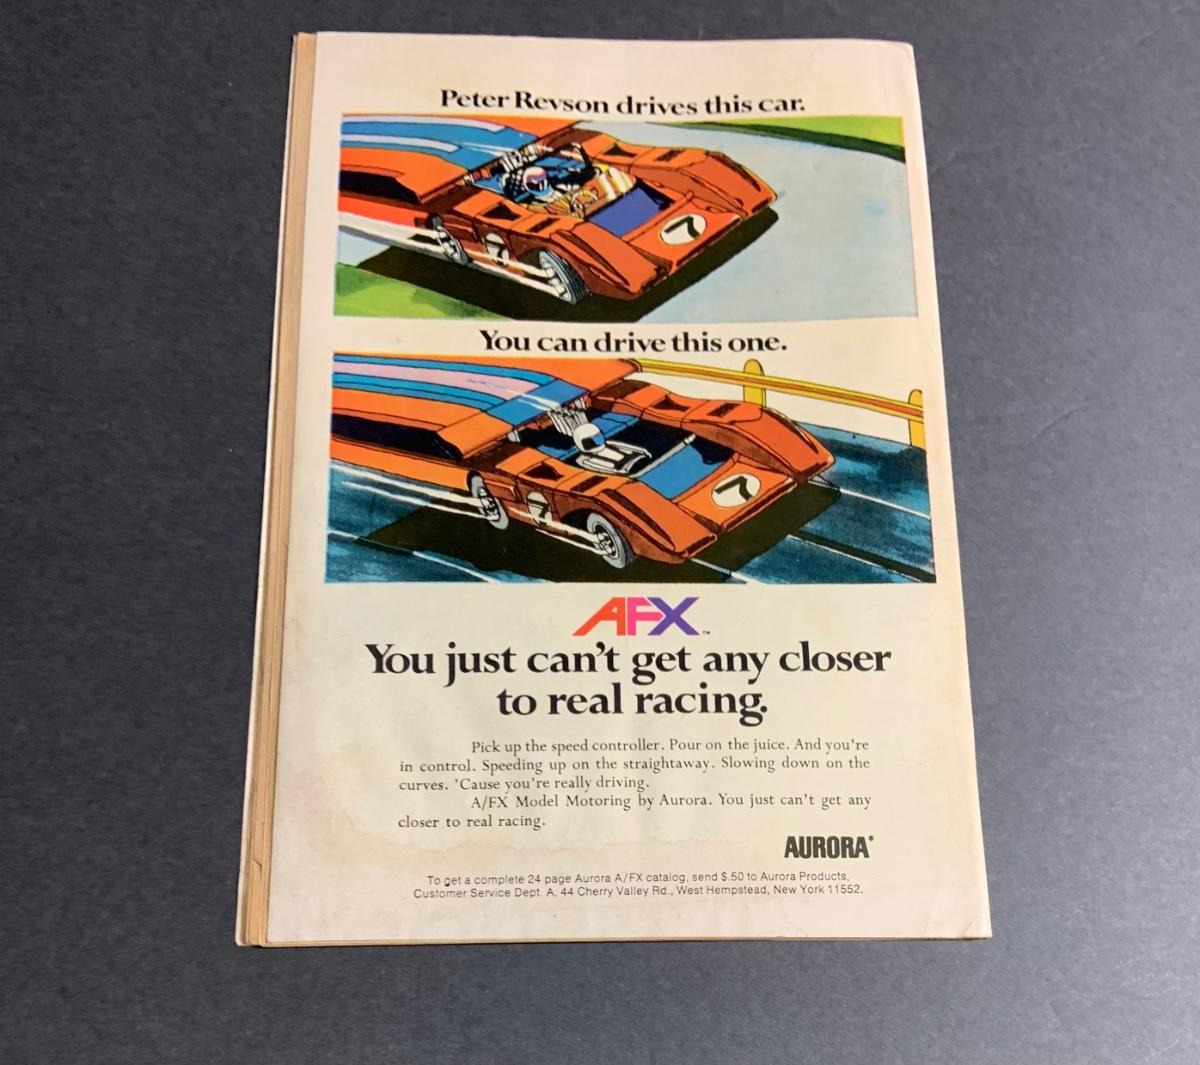 Peter Revson drives this car.
7
7
You can drive this one.
7
7
AFX™
You just can't get any closer
to real racing.
Pick up the speed controller. Pour on the juice. And you're
in control. Speeding up on the straightaway. Slowing down on the
curves. 'Cause you're really driving.
A/FX Model Motoring by Aurora. You just can't get any
closer to real racing.
AURORA®
To get a complete 24 page Aurora A/FX catalog, send $.50 to Aurora Products,
Customer Service Dept. A, 44 Cherry Valley Rd., West Hempstead, New York 11552.